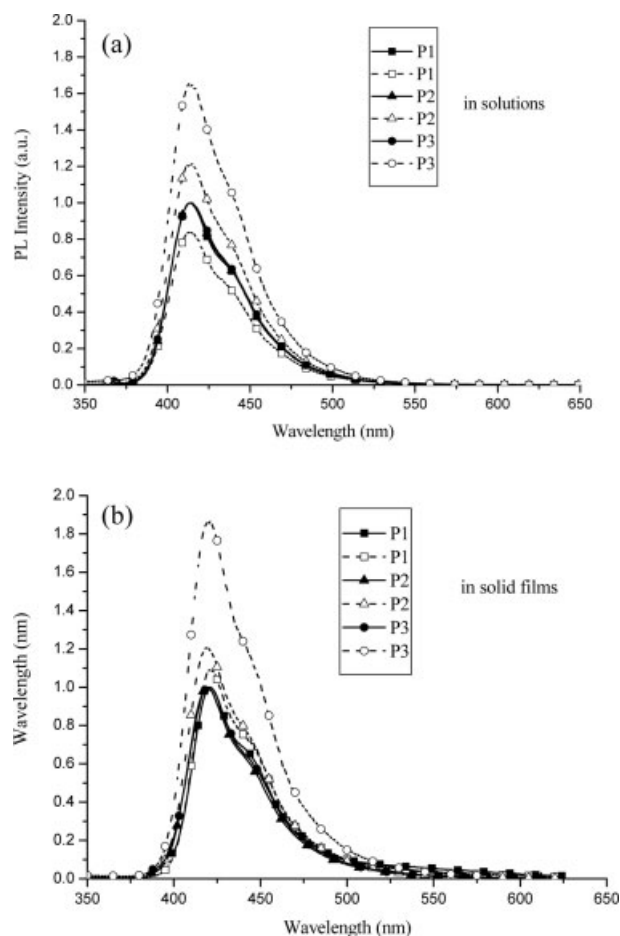 (a)
P1
P1
P2
P2
P3
P3
in solutions
PL Intensity (a.u.)
2.0
1.8
1.6
1.4
1.2
1.0
0.8
0.6
0.4
0.2
0.0
350 400 450 500 550 600 650
Wavelength (nm)
(b)
P1
P1
P2
P2
P3
P3
in solid films
Wavelength (nm)
2.0
1.8
1.6
1.4
1.2
1.0
0.8
0.6
0.4
0.2
0.0
350 400 450 500 550 600 650
Wavelength (nm)